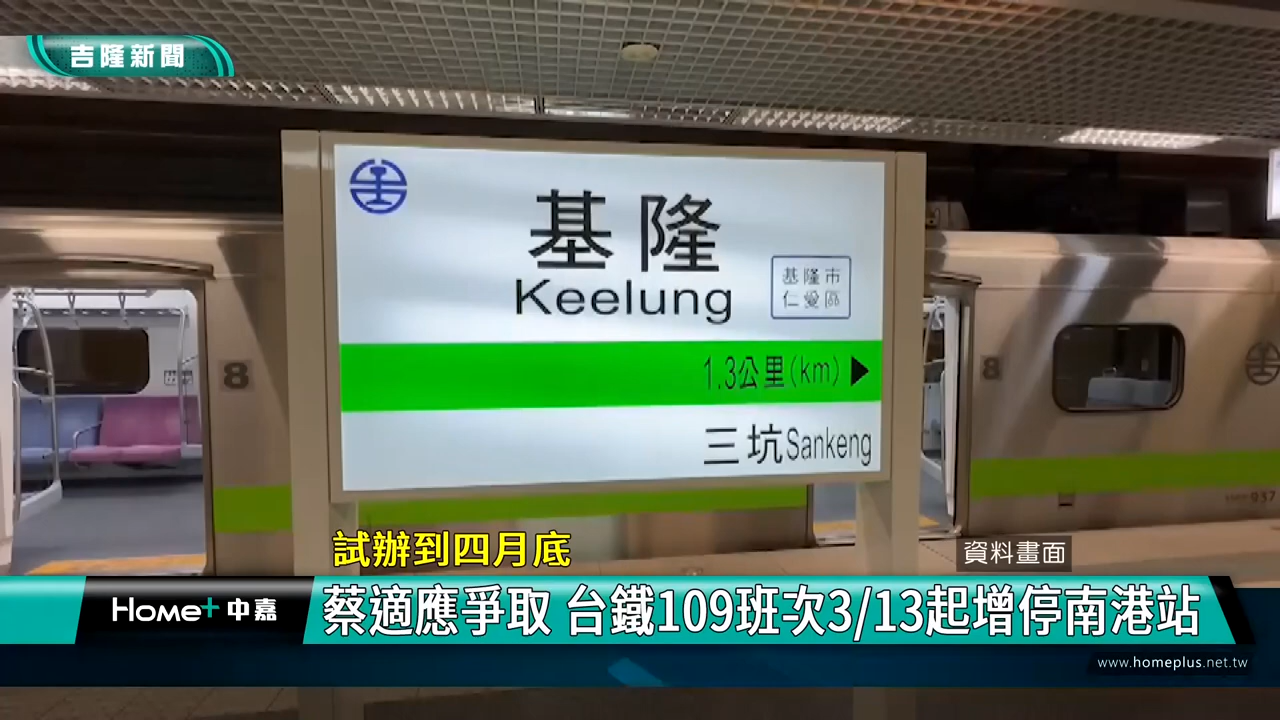 吉隆新聞
基隆
Keelung
基隆市
仁愛區
1.3公里(km)
三坑Sankeng
8
8
937
試辦到四月底
資料畫面
Home+中嘉
蔡適應爭取 台鐵109班次3/13起增停南港站
www.homeplus.net.tw